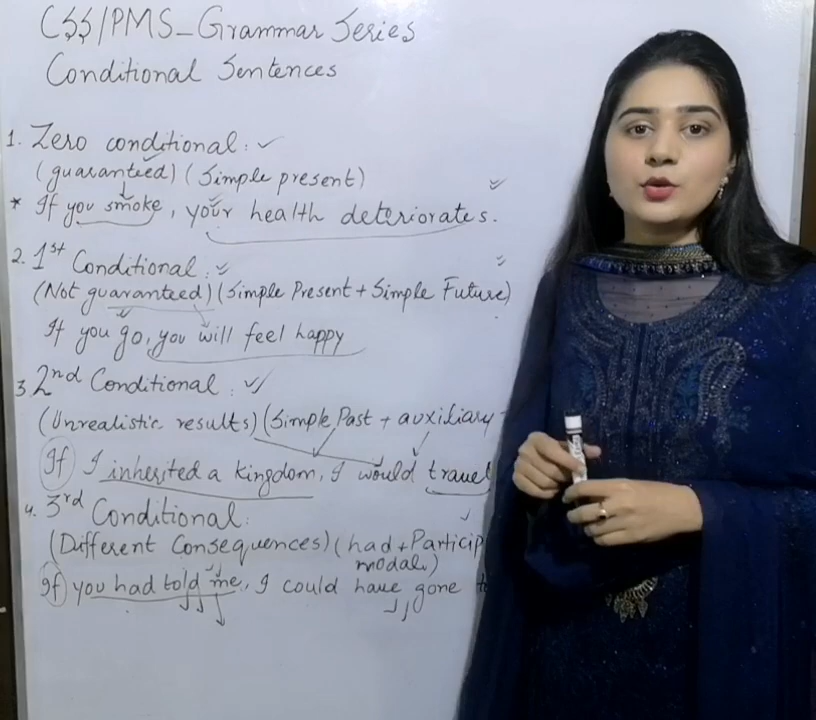 CSS/PMS_Grammar Series
Conditional Sentences
1. Zero conditional:
(guaranteed) (Simple present)
* If you smoke, your health deteriorates.
2. 1st Conditional:
(Not guaranteed) (Simple Present + Simple Future)
If you go, you will feel happy
3 2nd Conditional:
(Unrealistic results) (Simple Past + auxiliary
If I inherited a kingdom, I would travel
4. 3rd Conditional:
(Different Consequences) (had + Particip
modal.)
If you had told me, I could have gone